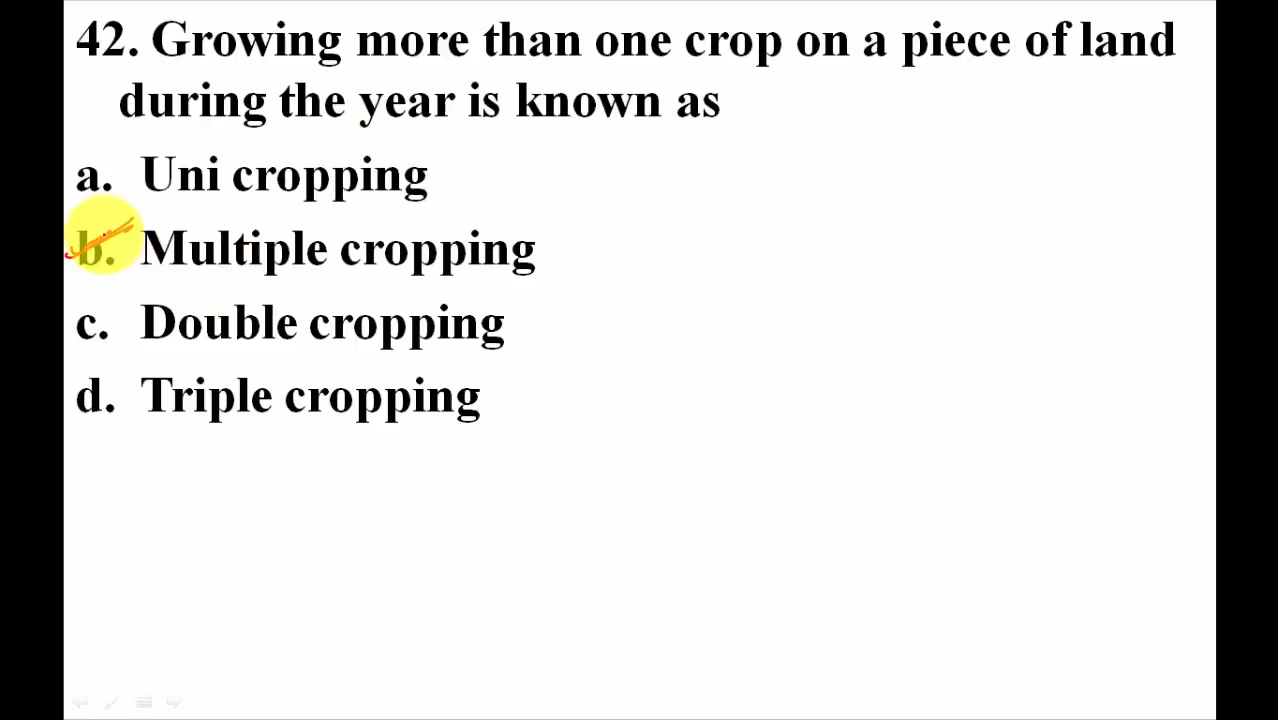 42. Growing more than one crop on a piece of land
during the year is known as
a. Uni cropping
b. Multiple cropping
c. Double cropping
d. Triple cropping